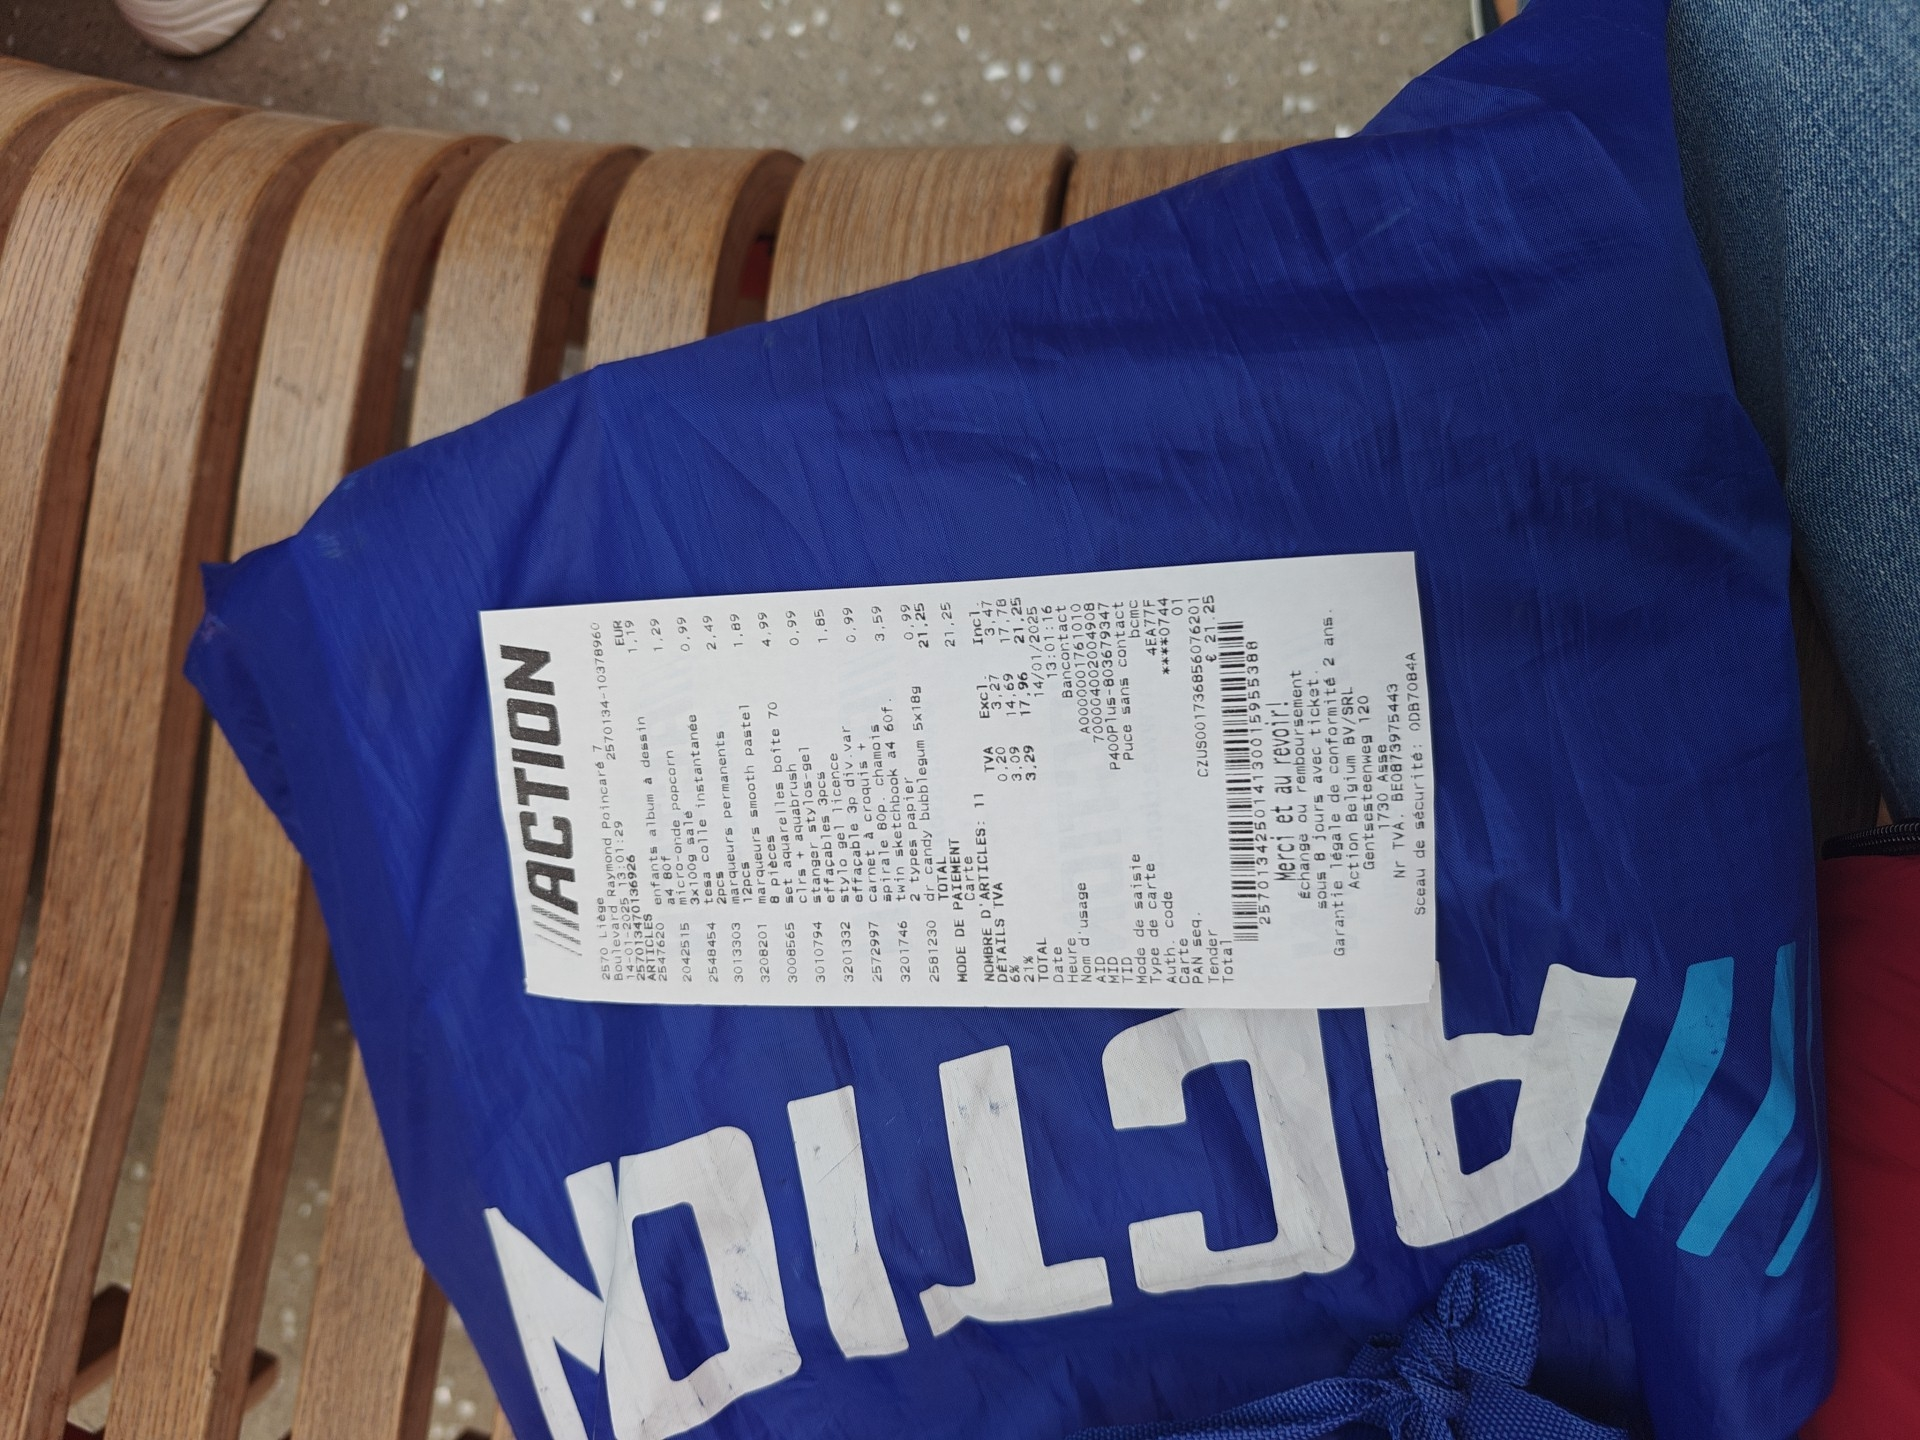 ACTION
2570 Liège
Boulevard Raymond Poincaré 7
14-01-2025 13:01:29 2570134-10378960
25701347 0136926
ARTICLES EUR
2547620 enfants album à dessin 1,19
a4 80f
2042515 micro-onde popcorn 1,29
3x100g salé
2548454 tesa colle instantanée 0,99
2pcs
3013303 marqueurs permanents 2,49
12pcs
3208201 marqueurs smooth pastel 1,89
8 pièces
3008565 set aquarelles boîte 70 4,99
clrs + aquabrush
3010794 stanger stylos-gel 0,99
effaçables 3pcs
3201332 stylo gel licence 1,85
effaçable 3p div.var
2572997 carnet à croquis + 0,99
spirale 80p. chamois
3201746 twin sketchbook a4 60f. 3,59
2 types papier
2581230 dr candy bubblegum 5x18g 0,99
TOTAL 21,25
MODE DE PAIEMENT
Carte 21,25
NOMBRE D'ARTICLES: 11
DÉTAILS TVA TVA Excl. Incl.
6% 0,20 3,27 3,47
21% 3,09 14,69 17,78
TOTAL 3,29 17,96 21,25
Date 14/01/2025
Heure 13:01:16
Nom d'usage Bancontact
AID A0000001761010
MID 700004002004908
TID P400Plus-803679347
Mode de saisie Puce sans contact
Type de carte bcmc
Auth. code 4EA77F
Carte ****0744
PAN seq. 01
Tender CZUS001736856076201
Total € 21.25
2570134250141300159553 88
Merci et au revoir!
Échange ou remboursement
sous 8 jours avec ticket.
Garantie légale de conformité 2 ans.
Action Belgium BV/SRL
Gentsesteenweg 120
1730 Asse
Nr TVA. BE0873975443
Sceau de sécurité: 0DB70B4A
ACTION